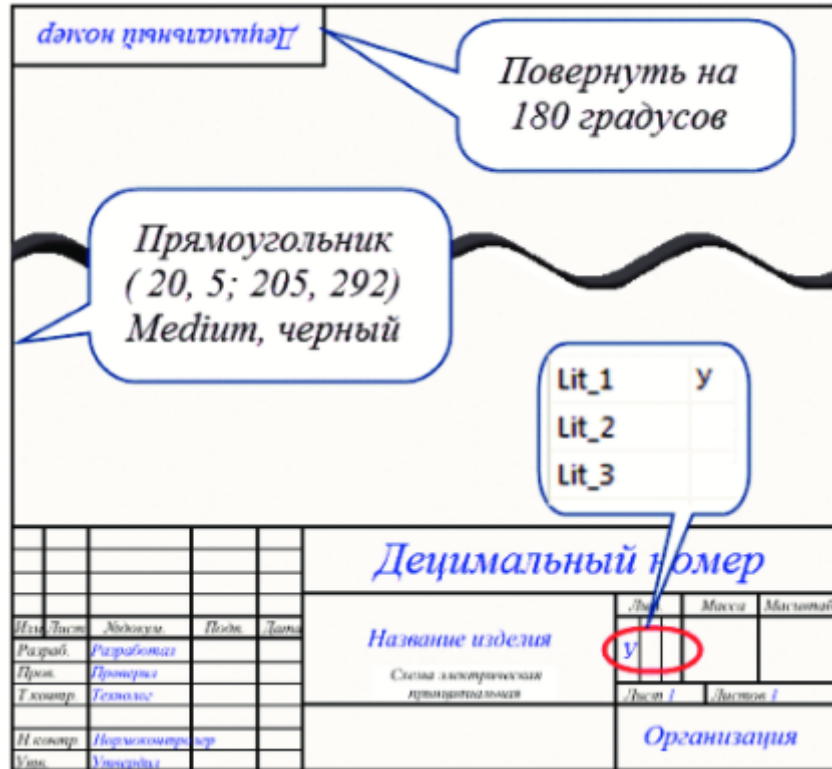 Децимальный номер
Повернуть на
180 градусов
Прямоугольник
( 20, 5; 205, 292)
Medium, черный
Lit_1 У
Lit_2
Lit_3
Децимальный номер
Изм Лист №докум. Подп. Дата
Лит. Масса Масштаб
Название изделия
У
Разраб. Разработал
Пров. Проверил
Схема электрическая
принципиальная
Т.контр. Технолог
Лист 1 Листов 1
Н.контр. Нормоконтролер
Организация
Утв. Утвердил